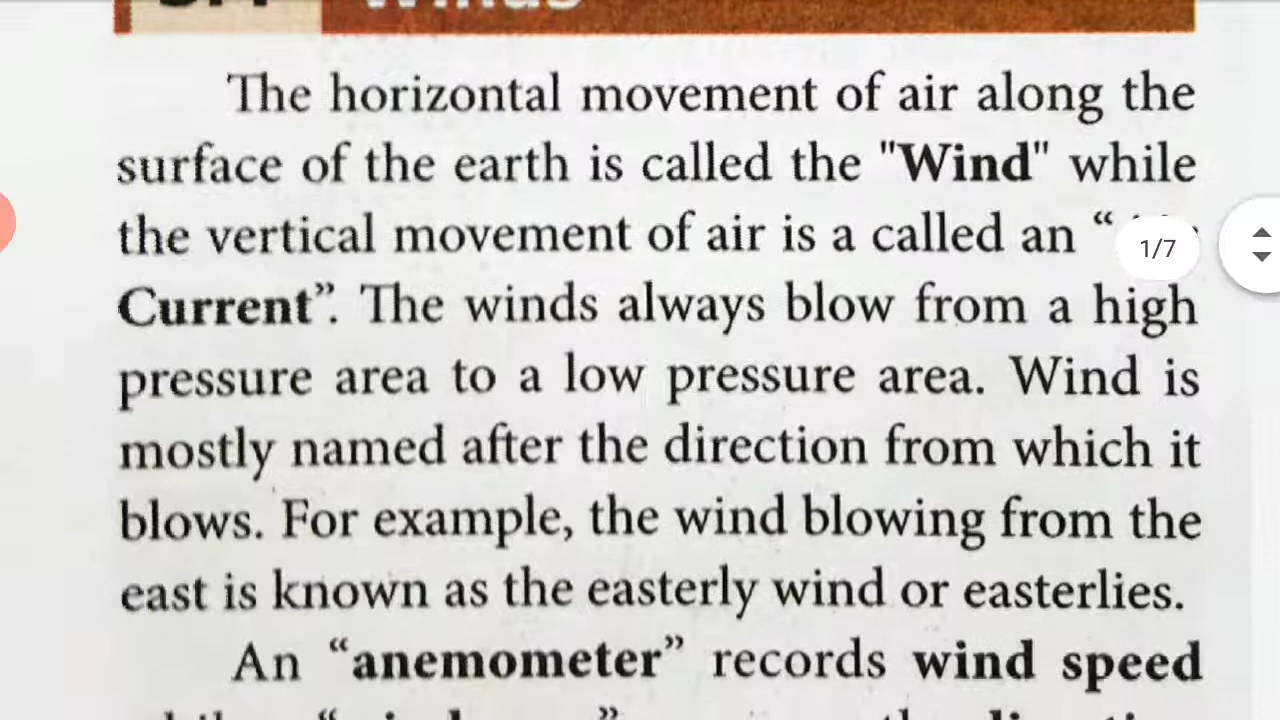 Winds
The horizontal movement of air along the
surface of the earth is called the "Wind" while
the vertical movement of air is a called an “
1/7
Current”. The winds always blow from a high
pressure area to a low pressure area. Wind is
mostly named after the direction from which it
blows. For example, the wind blowing from the
east is known as the easterly wind or easterlies.
An “anemometer” records wind speed